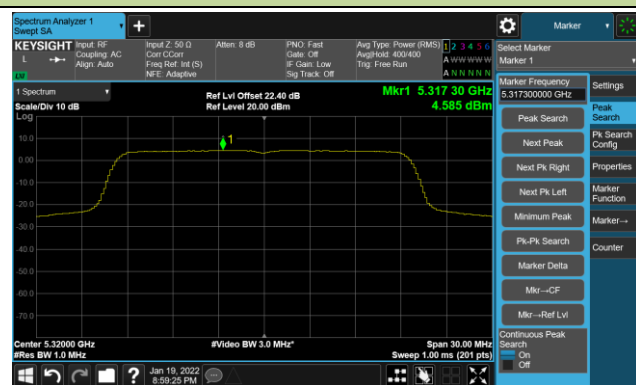 Spectrum Analyzer 1
Swept SA
Marker
KEYSIGHT
L
LV
Input: RF
Coupling: AC
Align: Auto
Input Z: 50 Ω
Corr CCorr
Freq Ref: Int (S)
NFE: Adaptive
Atten: 8 dB
PNO: Fast
Gate: Off
IF Gain: Low
Sig Track: Off
Avg Type: Power (RMS)
Avg|Hold: 400/400
Trig: Free Run
1 2 3 4 5 6
A W W W W W
A N N N N N
Select Marker
Marker 1
1 Spectrum
Scale/Div 10 dB
Log
Ref Lvl Offset 22.40 dB
Ref Level 20.00 dBm
Mkr1 5.317 30 GHz
4.585 dBm
1
10.0
0.00
-10.0
-20.0
-30.0
-40.0
-50.0
-60.0
-70.0
Center 5.32000 GHz
#Res BW 1.0 MHz
#Video BW 3.0 MHz*
Span 30.00 MHz
Sweep 1.00 ms (201 pts)
Marker Frequency
5.317300000 GHz
Peak Search
Next Peak
Next Pk Right
Next Pk Left
Minimum Peak
Pk-Pk Search
Marker Delta
Mkr→CF
Mkr→Ref Lvl
Continuous Peak
Search
On
Off
Settings
Peak
Search
Pk Search
Config
Properties
Marker
Function
Marker→
Counter
?
Jan 19, 2022
8:59:25 PM